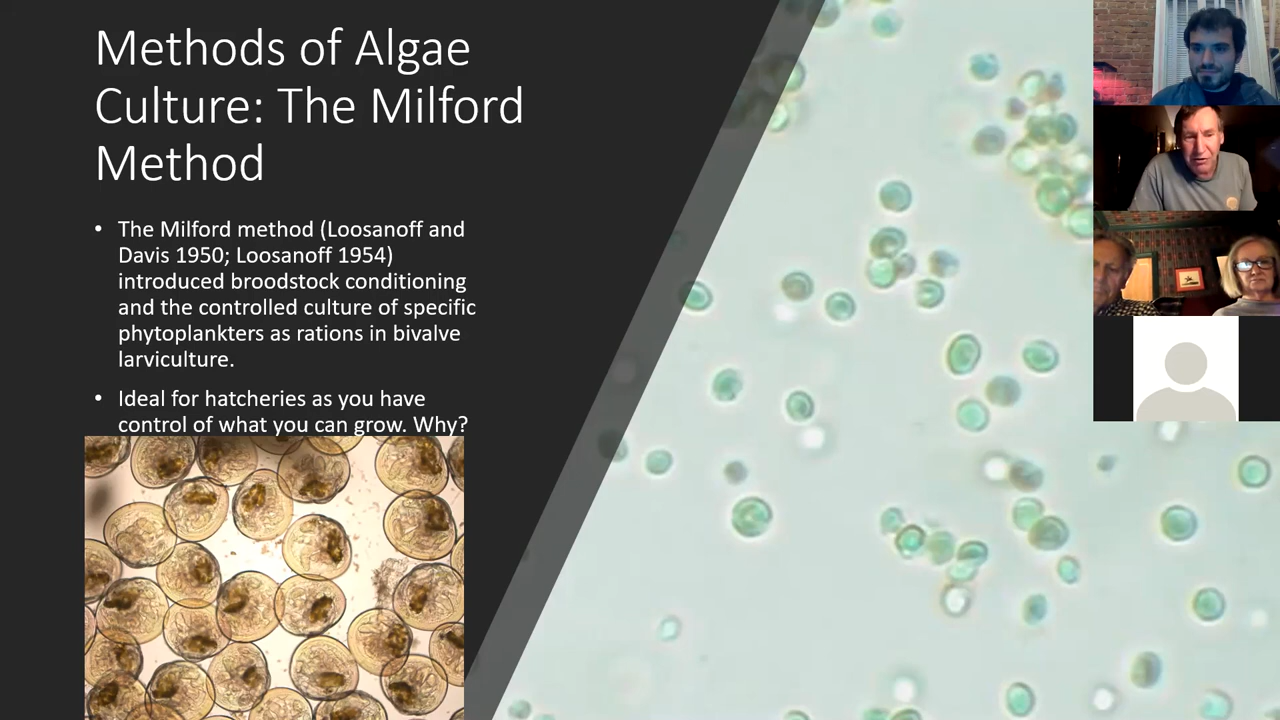 Methods of Algae
Culture: The Milford
Method
• The Milford method (Loosanoff and
Davis 1950; Loosanoff 1954)
introduced broodstock conditioning
and the controlled culture of specific
phytoplankters as rations in bivalve
larviculture.
• Ideal for hatcheries as you have
control of what you can grow. Why?